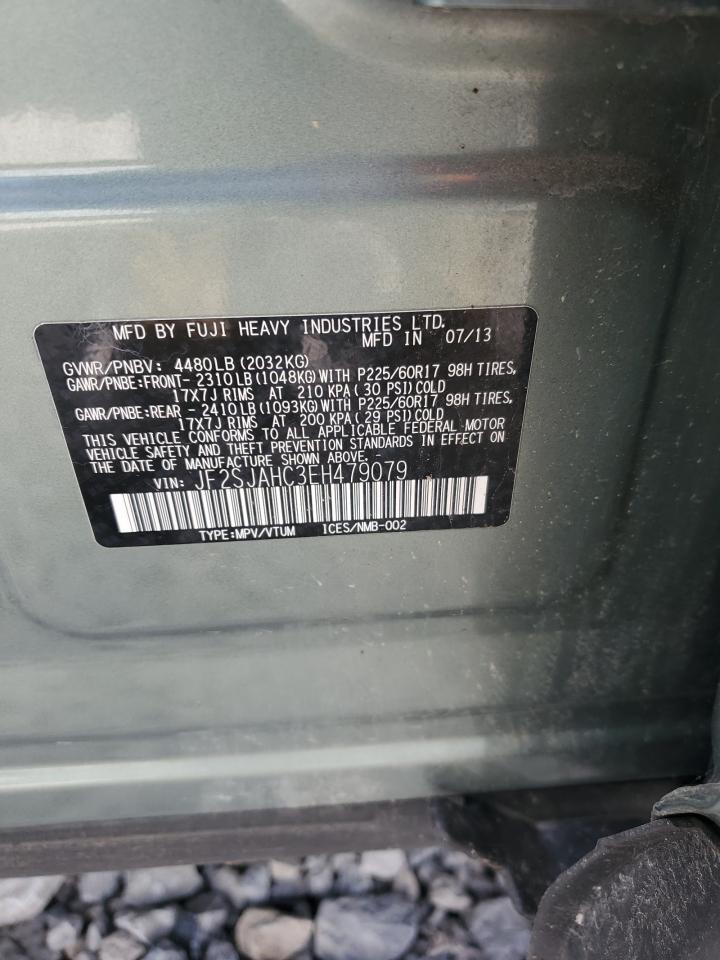 MFD BY FUJI HEAVY INDUSTRIES LTD.
MFD IN 07/13
GVWR/PNBV: 4480LB(2032KG)
GAWR/PNBE:FRONT- 2310LB(1048KG)WITH P225/60R17 98H TIRES,
17X7J RIMS AT 210 KPA(30 PSI)COLD
GAWR/PNBE:REAR - 2410LB(1093KG)WITH P225/60R17 98H TIRES,
17X7J RIMS AT 200 KPA(29 PSI)COLD
THIS VEHICLE CONFORMS TO ALL APPLICABLE FEDERAL MOTOR
VEHICLE SAFETY AND THEFT PREVENTION STANDARDS IN EFFECT ON
THE DATE OF MANUFACTURE SHOWN ABOVE. -
VIN: JF2SJAHC3EH479079
TYPE:MPV/VTUM ICES/NMB-002